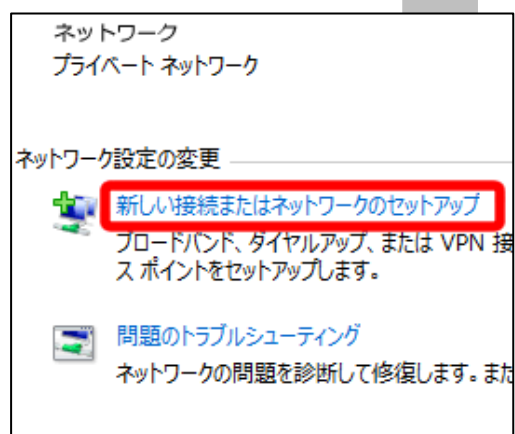 ネットワーク
プライベート ネットワーク
ネットワーク設定の変更
新しい接続またはネットワークのセットアップ
ブロードバンド、ダイヤルアップ、または VPN 接
ス ポイントをセットアップします。
問題のトラブルシューティング
ネットワークの問題を診断して修復します。また